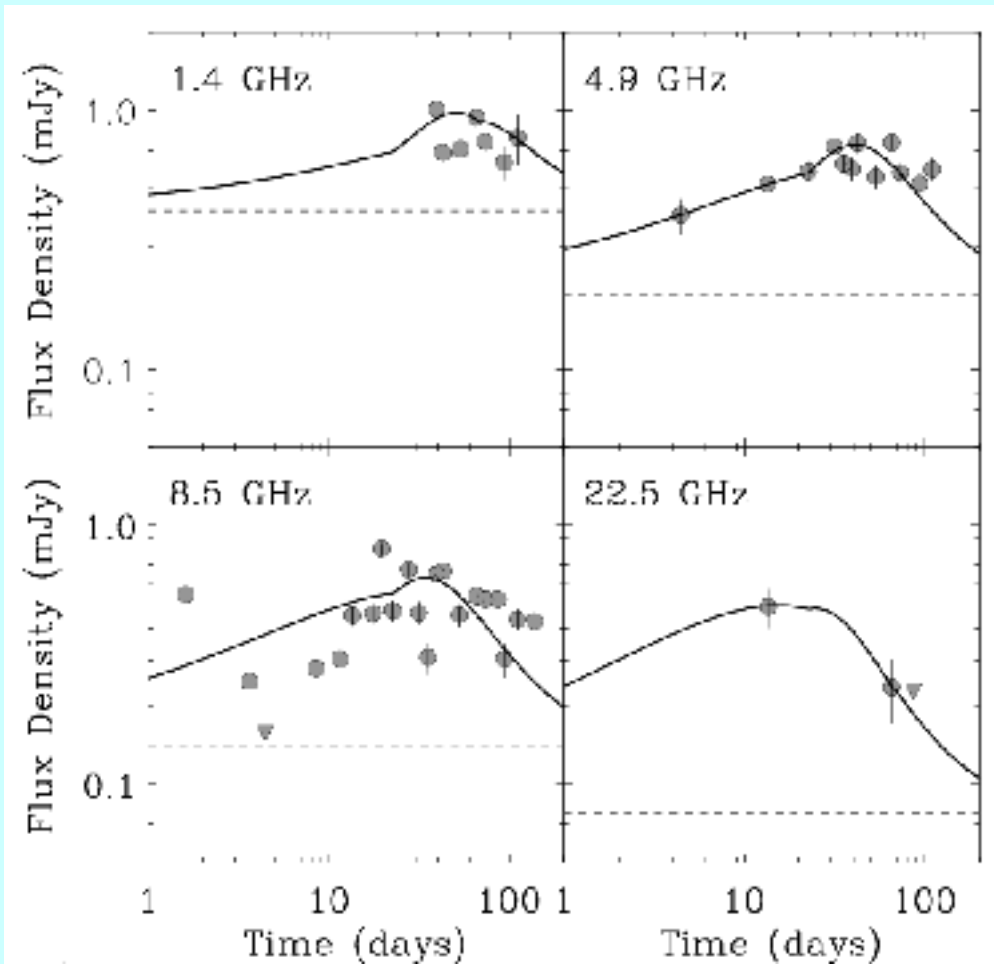 1.4 GHz
4.9 GHz
Flux Density (mJy)
1.0
0.1
8.5 GHz
22.5 GHz
Flux Density (mJy)
1.0
0.1
1 10 100 1 10 100
Time (days) Time (days)